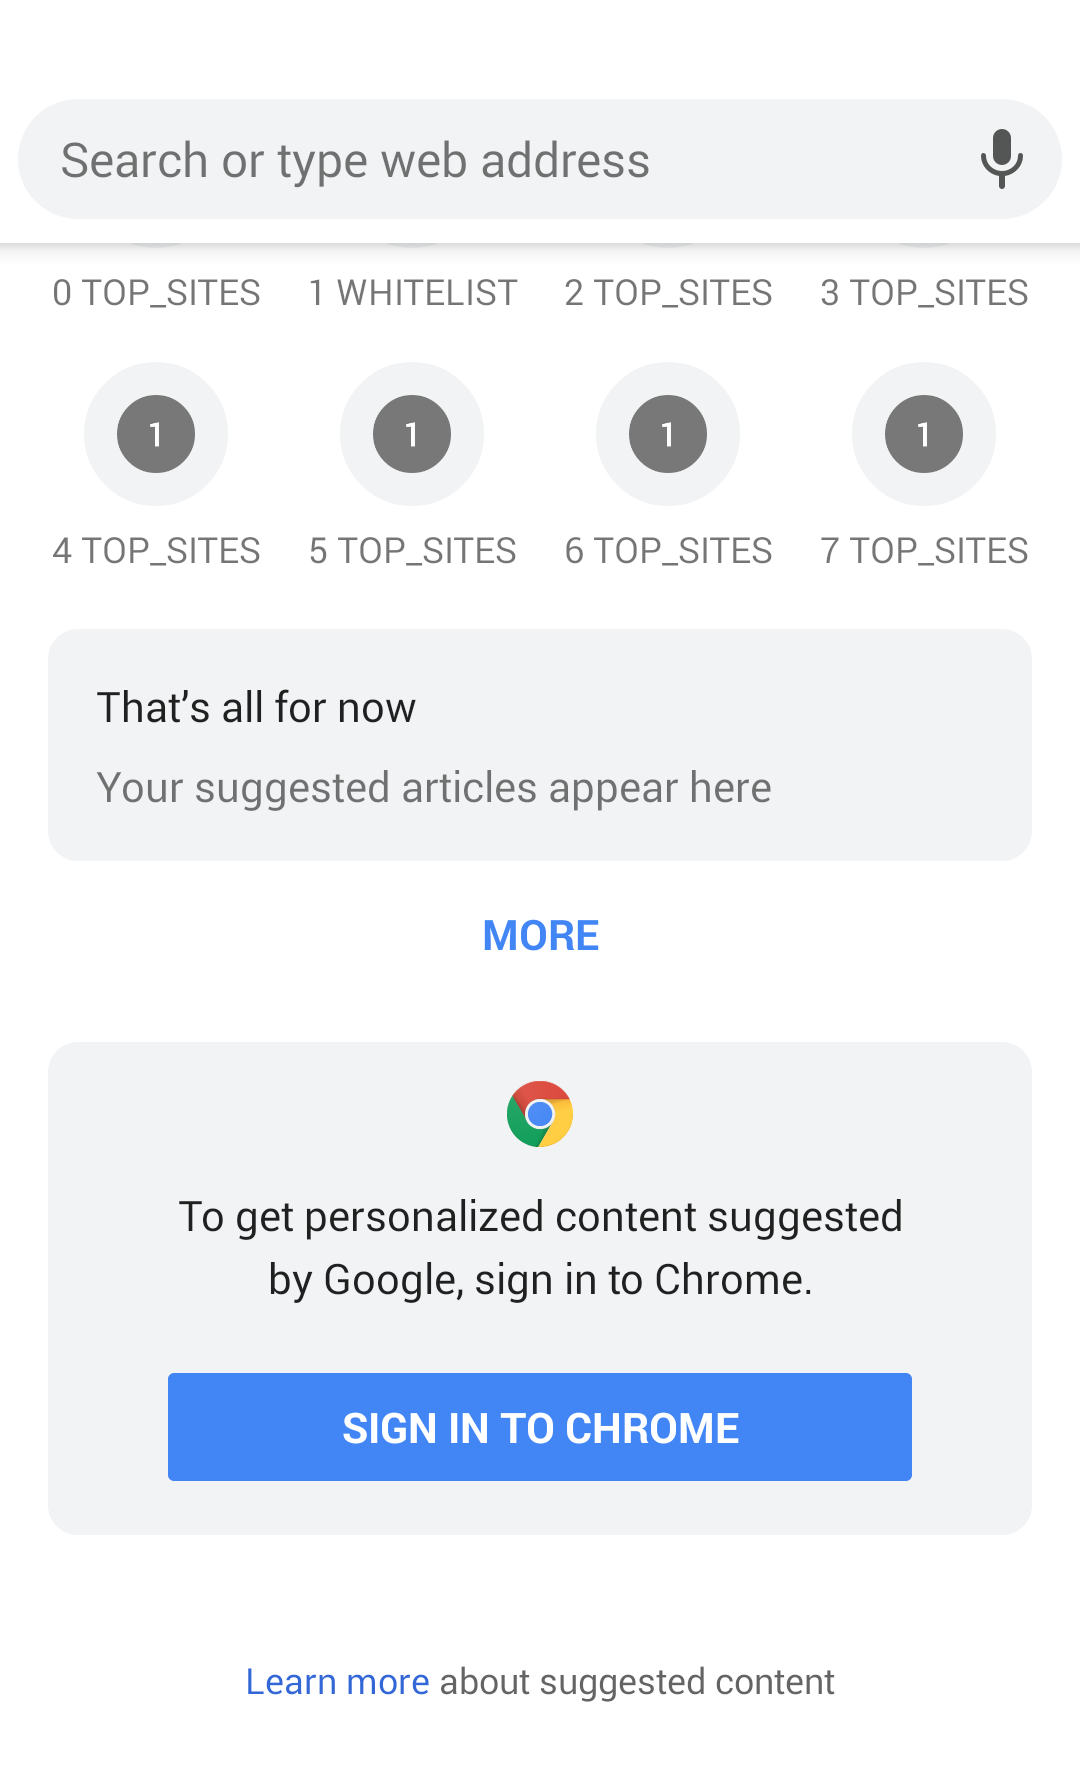 Search or type web address
0 TOP_SITES 1 WHITELIST 2 TOP_SITES 3 TOP_SITES
1 1 1 1
4 TOP_SITES 5 TOP_SITES 6 TOP_SITES 7 TOP_SITES
That’s all for now
Your suggested articles appear here
MORE
To get personalized content suggested
by Google, sign in to Chrome.
SIGN IN TO CHROME
Learn more about suggested content